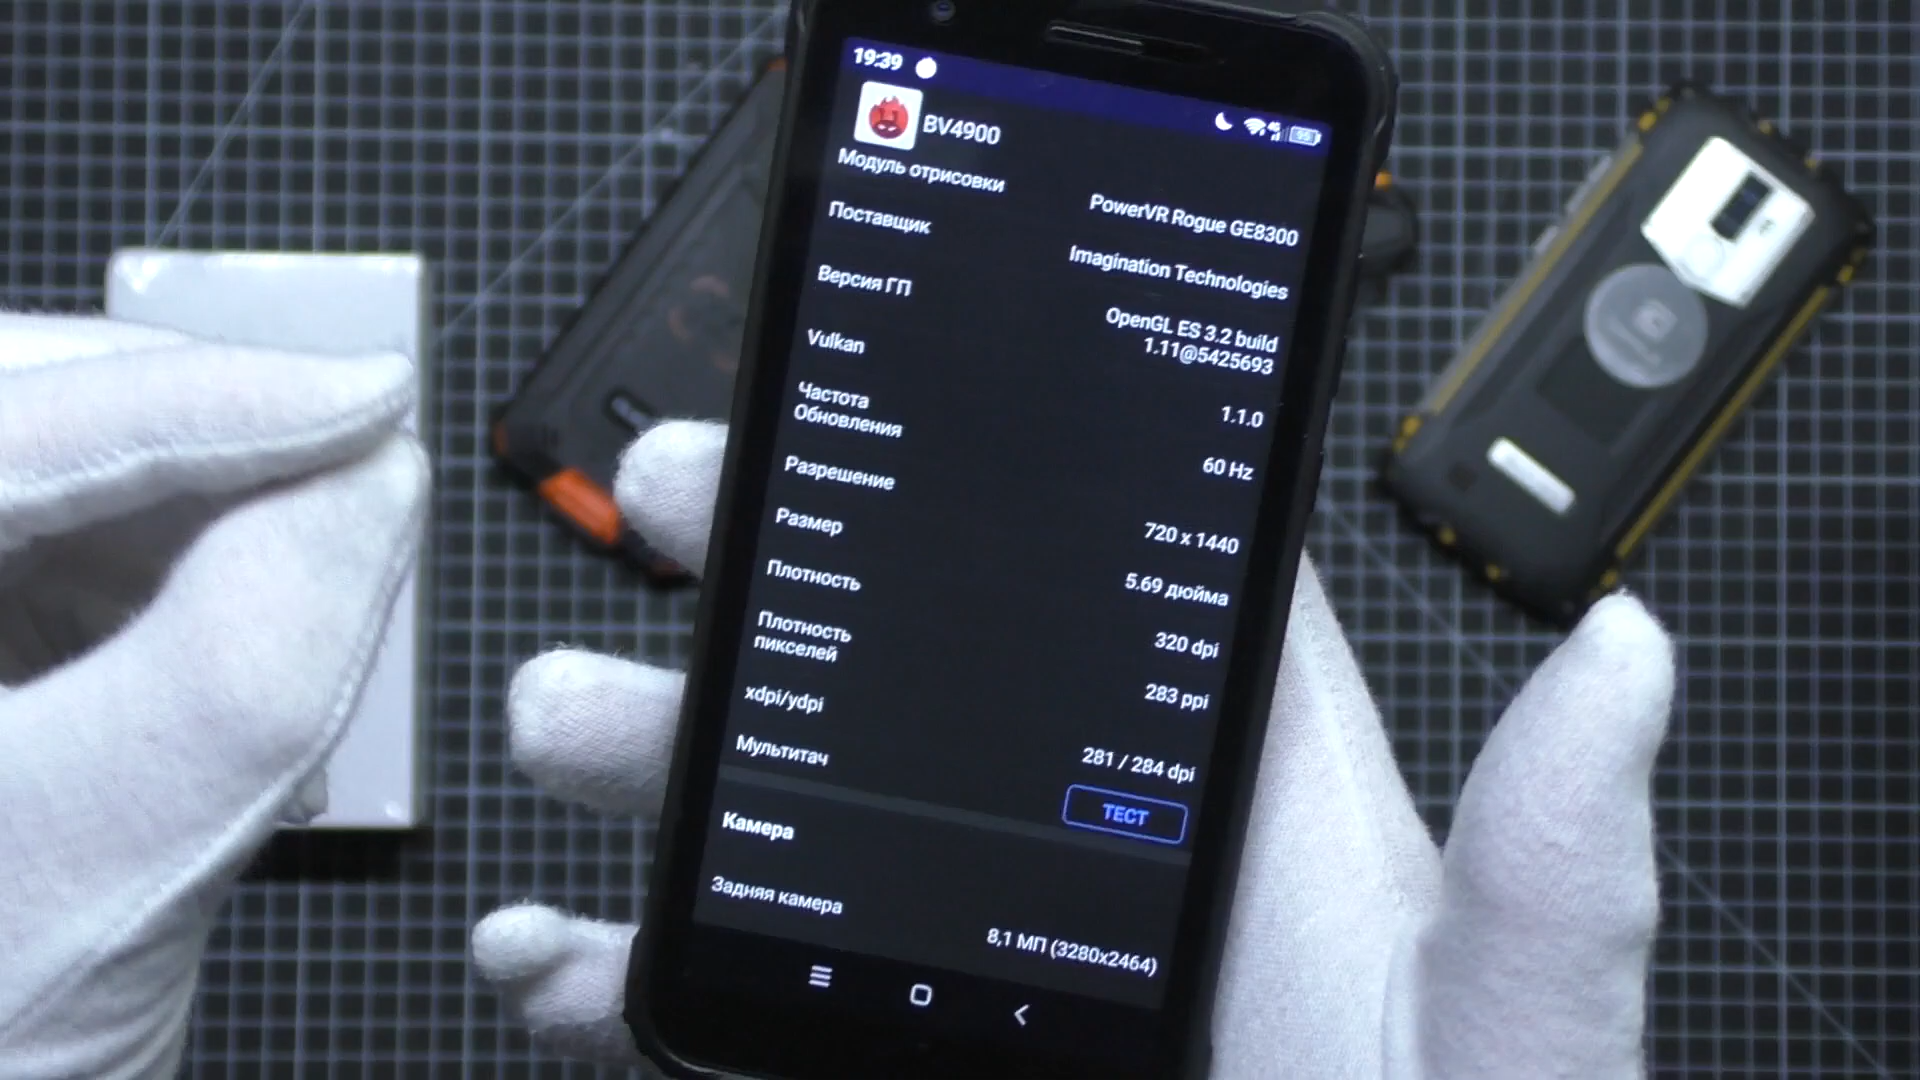 19:39
95
BV4900
Модуль отрисовки
PowerVR Rogue GE8300
Поставщик
Imagination Technologies
Версия ГП
OpenGL ES 3.2 build
1.11@5425693
Vulkan
1.1.0
Частота
Обновления
60 Hz
Разрешение
720 x 1440
Размер
5.69 дюйма
Плотность
320 dpi
Плотность
пикселей
283 ppi
xdpi/ydpi
281 / 284 dpi
Мультитач
ТЕСТ
Камера
Задняя камера
8,1 МП (3280x2464)